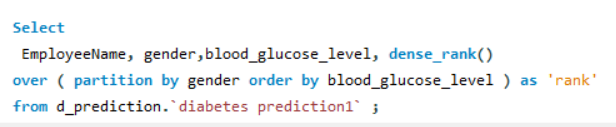 Select
EmployeeName, gender,blood_glucose_level, dense_rank()
over ( partition by gender order by blood_glucose_level ) as 'rank'
from d_prediction.`diabetes prediction1` ;